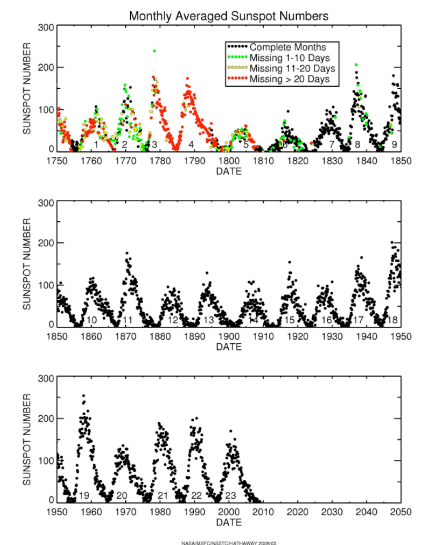 Monthly Averaged Sunspot Numbers
300
200
100
0
SUNSPOT NUMBER
Complete Months
Missing 1-10 Days
Missing 11-20 Days
Missing > 20 Days
1 2 3 4 5 6 7 8 9
1750 1760 1770 1780 1790 1800 1810 1820 1830 1840 1850
DATE
300
200
100
0
SUNSPOT NUMBER
10 11 12 13 14 15 16 17 18
1850 1860 1870 1880 1890 1900 1910 1920 1930 1940 1950
DATE
300
200
100
0
SUNSPOT NUMBER
19 20 21 22 23
1950 1960 1970 1980 1990 2000 2010 2020 2030 2040 2050
DATE
NASA/MSFC/NSSTC/HATHAWAY 2009/03